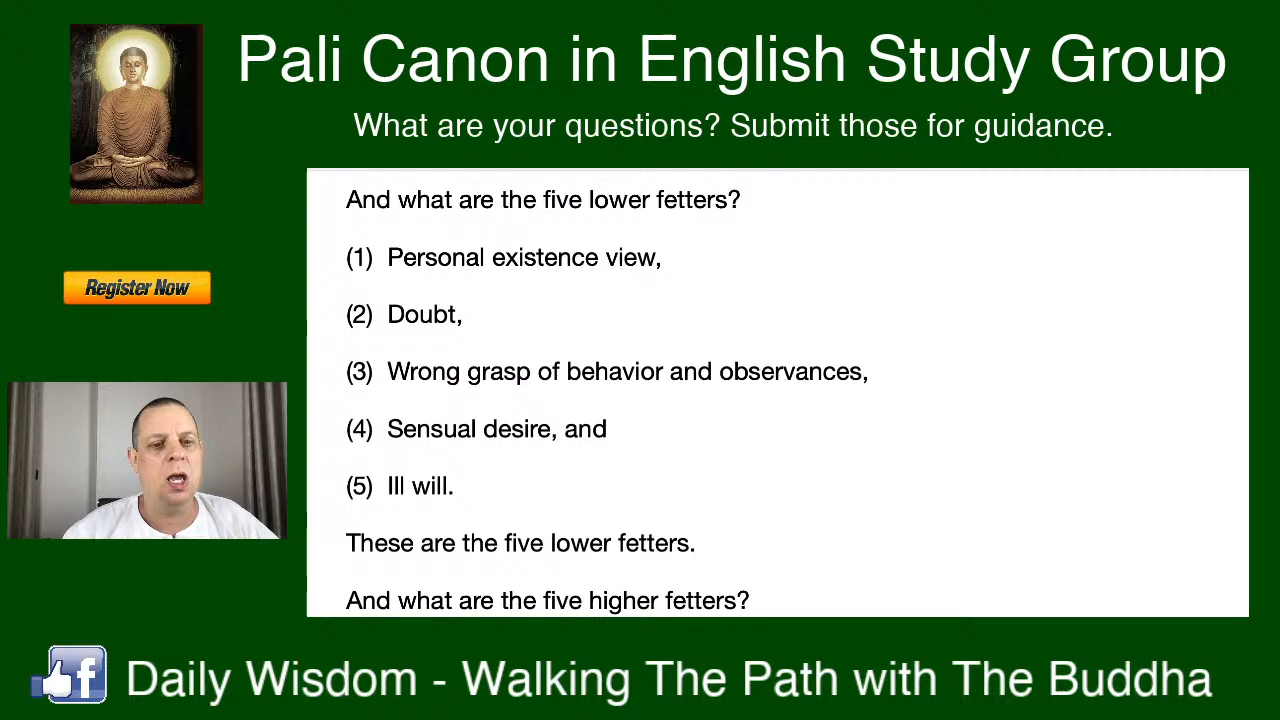 Pali Canon in English Study Group
What are your questions? Submit those for guidance.
And what are the five lower fetters?
(1) Personal existence view,
(2) Doubt,
(3) Wrong grasp of behavior and observances,
(4) Sensual desire, and
(5) Ill will.
These are the five lower fetters.
And what are the five higher fetters?
Register Now
f
Daily Wisdom - Walking The Path with The Buddha